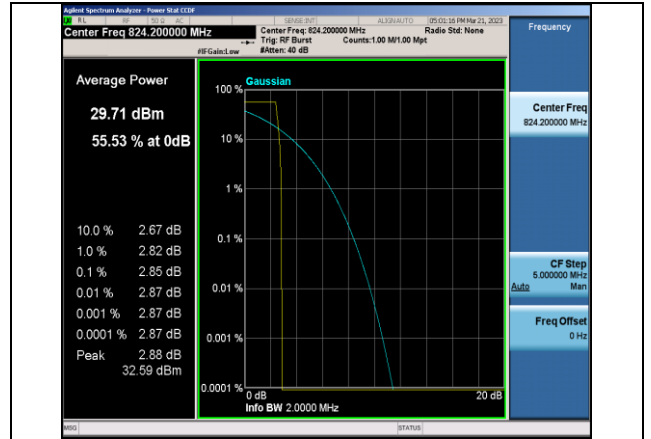 Agilent Spectrum Analyzer - Power Stat CCDF
RL RF 50 Ω AC SENSE:INT ALIGNAUTO 05:01:16 PM Mar 21, 2023
Center Freq 824.200000 MHz Center Freq: 824.200000 MHz Radio Std: None
Trig: RF Burst Counts:1.00 M/1.00 Mpt
#IFGain:Low #Atten: 40 dB
Frequency
Average Power
29.71 dBm
55.53 % at 0dB
10.0 % 2.67 dB
1.0 % 2.82 dB
0.1 % 2.85 dB
0.01 % 2.87 dB
0.001 % 2.87 dB
0.0001 % 2.87 dB
Peak 2.88 dB
32.59 dBm
Gaussian
100 %
10 %
1 %
0.1 %
0.01 %
0.001 %
0.0001 %
0 dB 20 dB
Info BW 2.0000 MHz
Center Freq
824.200000 MHz
CF Step
5.000000 MHz
Auto Man
Freq Offset
0 Hz
MSG STATUS